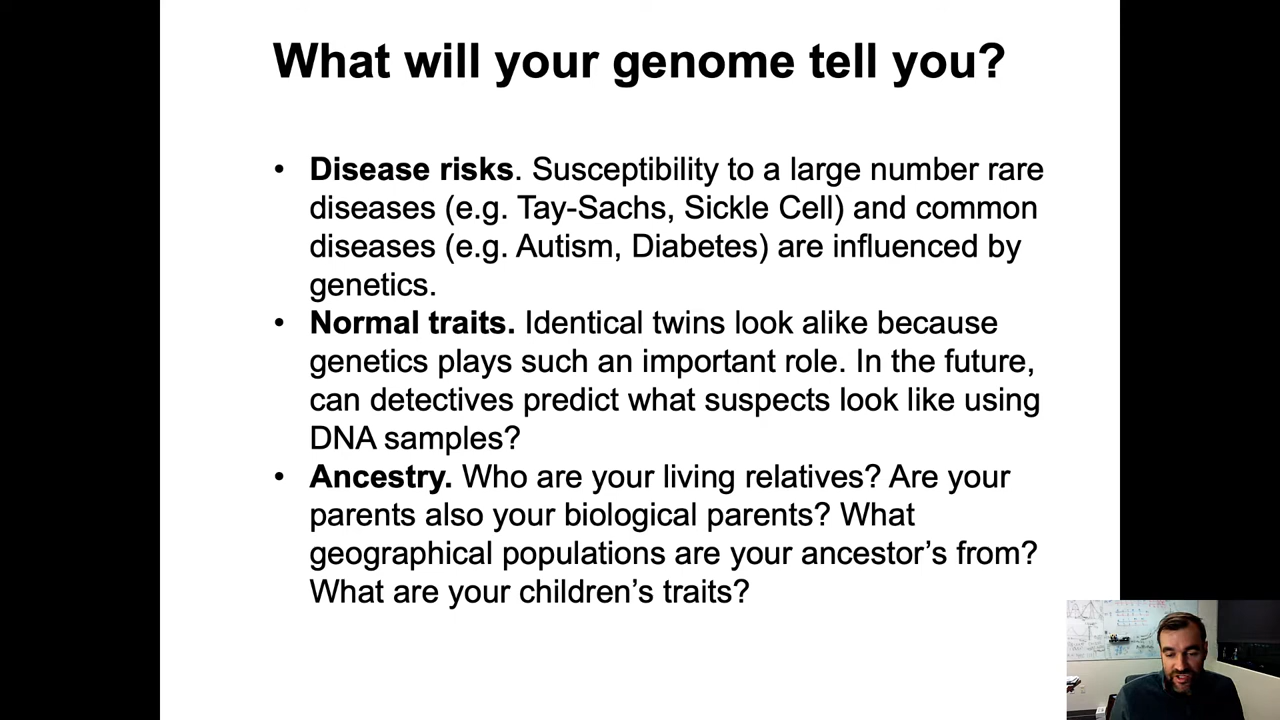 What will your genome tell you?
• Disease risks. Susceptibility to a large number rare
diseases (e.g. Tay-Sachs, Sickle Cell) and common
diseases (e.g. Autism, Diabetes) are influenced by
genetics.
• Normal traits. Identical twins look alike because
genetics plays such an important role. In the future,
can detectives predict what suspects look like using
DNA samples?
• Ancestry. Who are your living relatives? Are your
parents also your biological parents? What
geographical populations are your ancestor’s from?
What are your children’s traits?